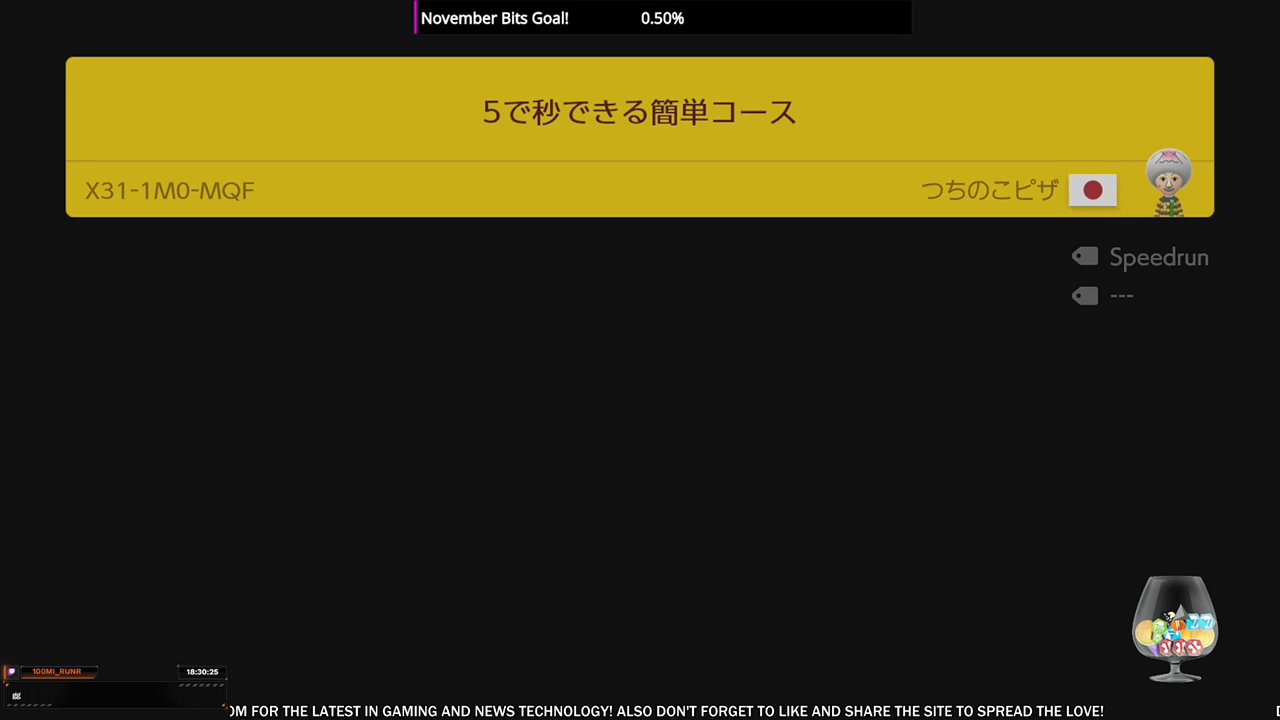 November Bits Goal! 0.50%
5で秒できる簡単コース
X31-1M0-MQF つちのこピザ
Speedrun
---
100MI_RUNR 18:30:25
OM FOR THE LATEST IN GAMING AND NEWS TECHNOLOGY! ALSO DON'T FORGET TO LIKE AND SHARE THE SITE TO SPREAD THE LOVE!